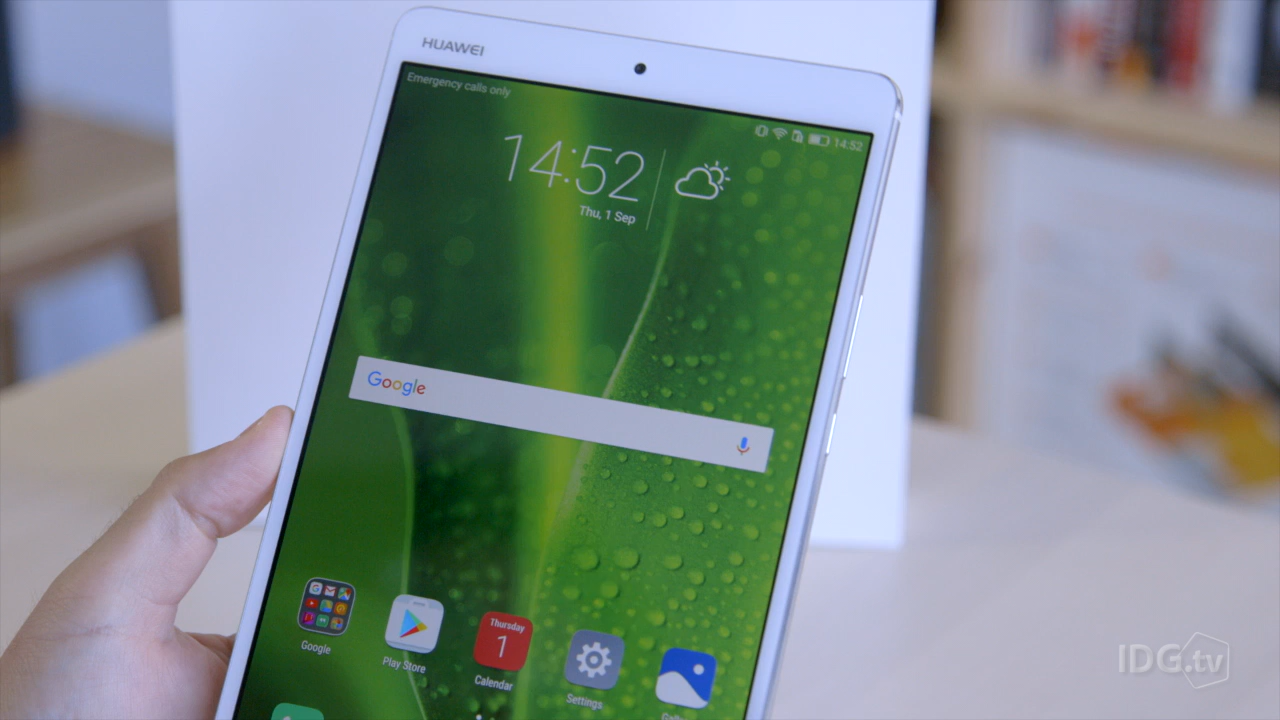 HUAWEI
Emergency calls only
14:52
14:52
Thu, 1 Sep
Google
Google
Play Store
Thursday
1
Calendar
Settings
IDG.tv